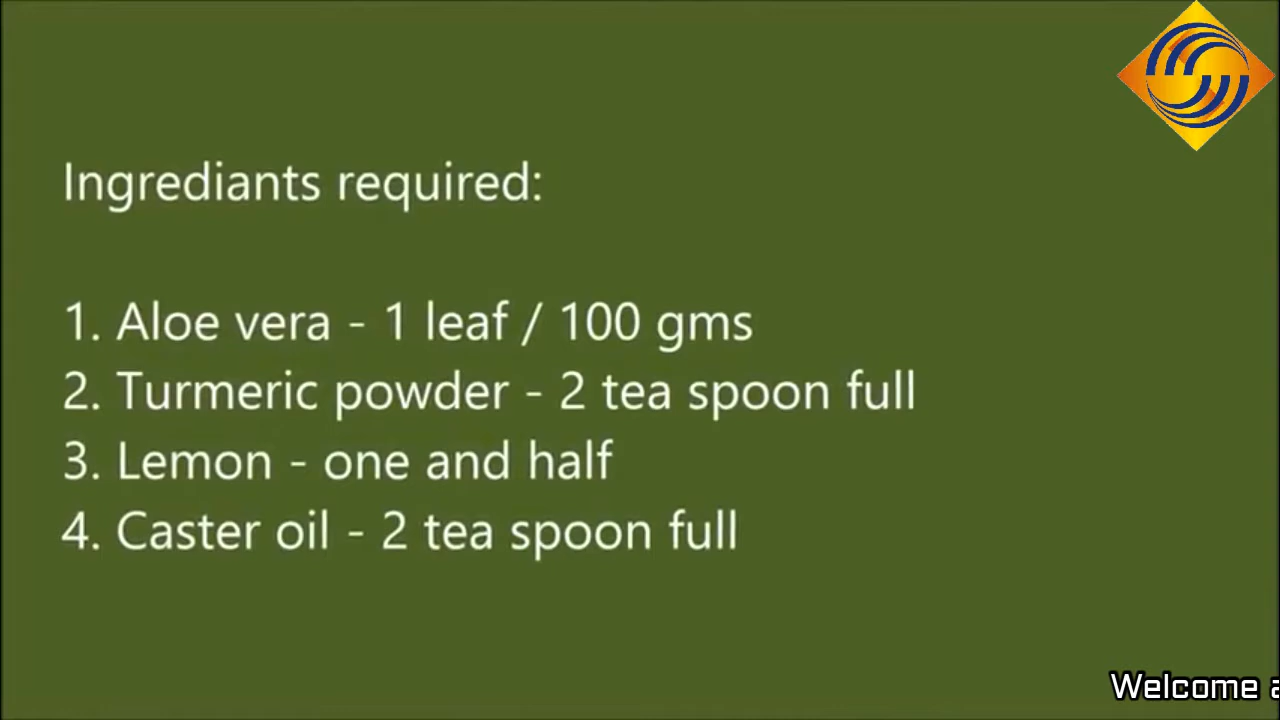 Ingrediants required:
1. Aloe vera - 1 leaf / 100 gms
2. Turmeric powder - 2 tea spoon full
3. Lemon - one and half
4. Caster oil - 2 tea spoon full
Welcome a